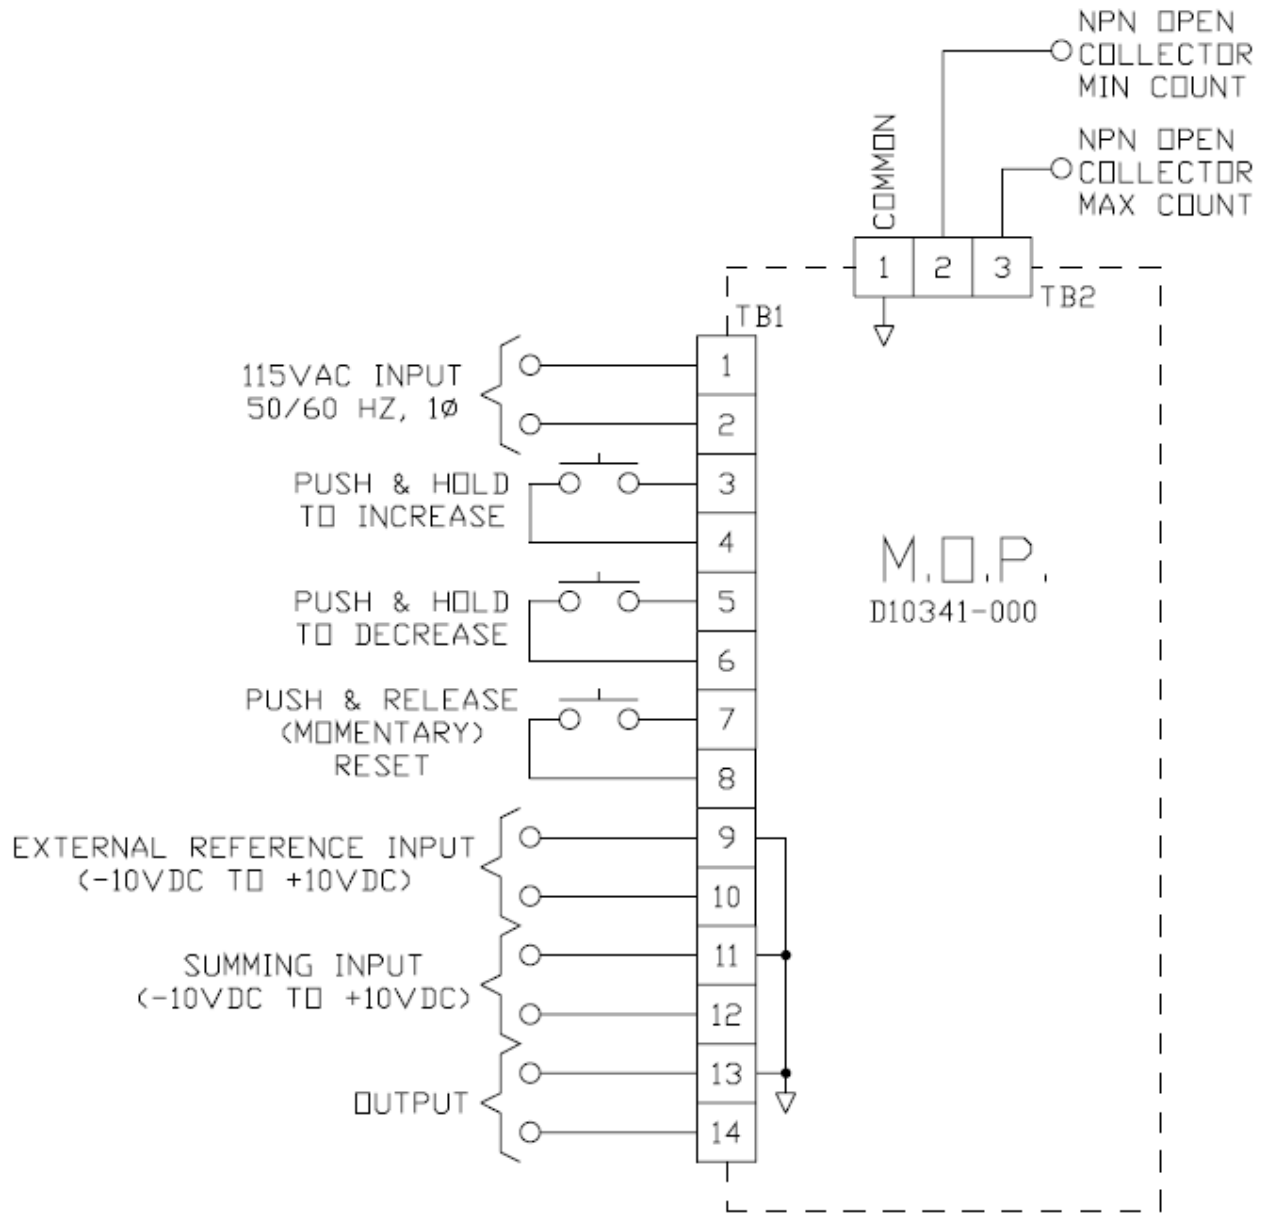 NPN OPEN
COLLECTOR
MIN COUNT
NPN OPEN
COLLECTOR
MAX COUNT
COMMON
1 2 3
TB2
TB1
115VAC INPUT
50/60 HZ, 1Ø
1
2
PUSH & HOLD
TO INCREASE
3
4
PUSH & HOLD
TO DECREASE
5
6
PUSH & RELEASE
(MOMENTARY)
RESET
7
8
M.O.P.
D10341-000
EXTERNAL REFERENCE INPUT
(-10VDC TO +10VDC)
9
10
SUMMING INPUT
(-10VDC TO +10VDC)
11
12
OUTPUT
13
14